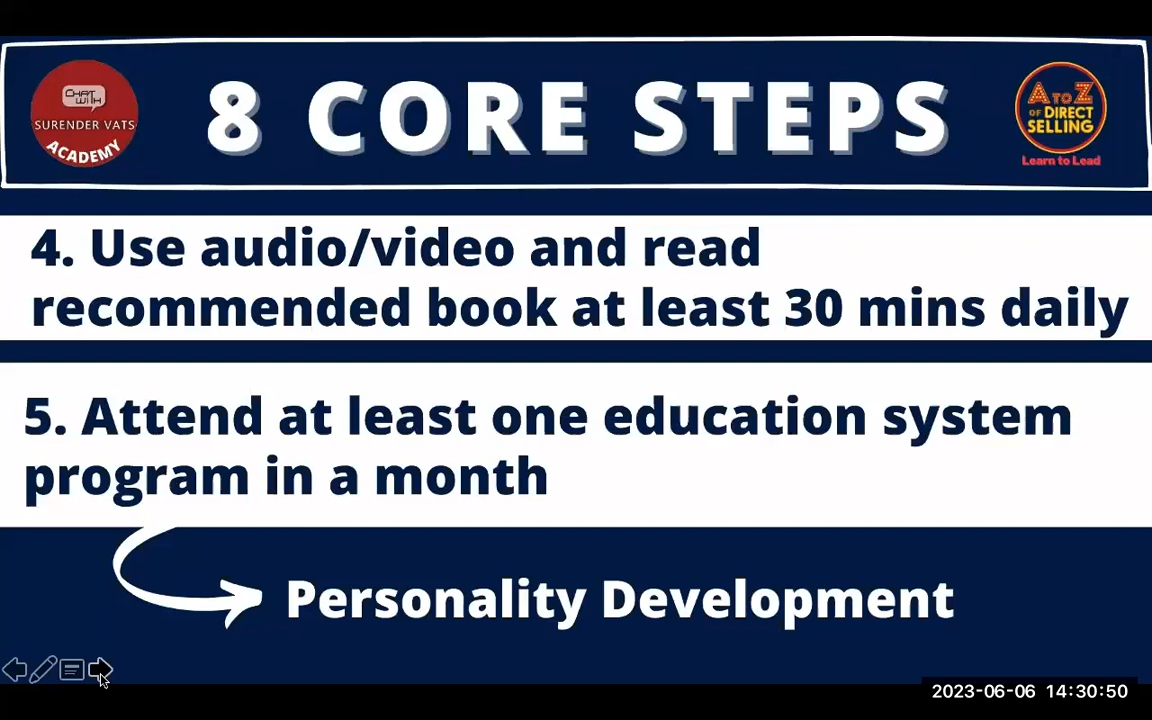 CHAT
WITH
SURENDER VATS
ACADEMY
8 CORE STEPS
A TO Z
OF DIRECT
SELLING
Learn to Lead
4. Use audio/video and read
recommended book at least 30 mins daily
5. Attend at least one education system
program in a month
Personality Development
2023-06-06 14:30:50